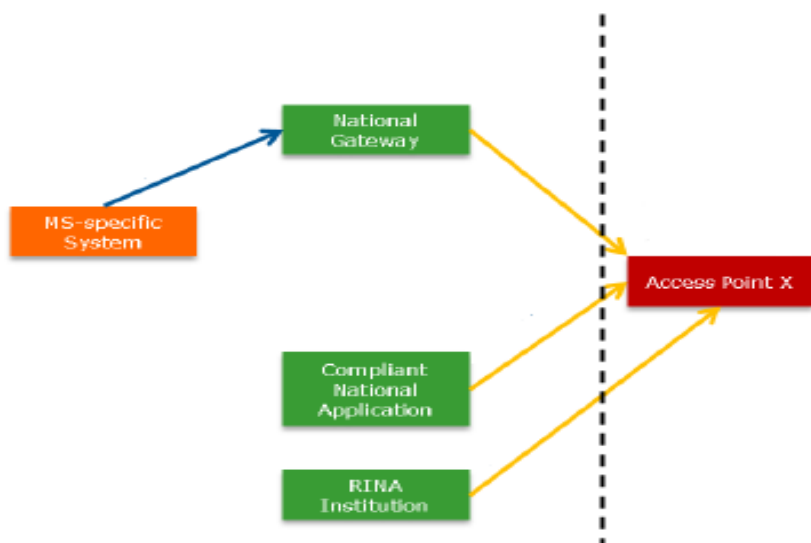 National
Gateway
MS-specific
System
Access Point X
Compliant
National
Application
RINA
Institution